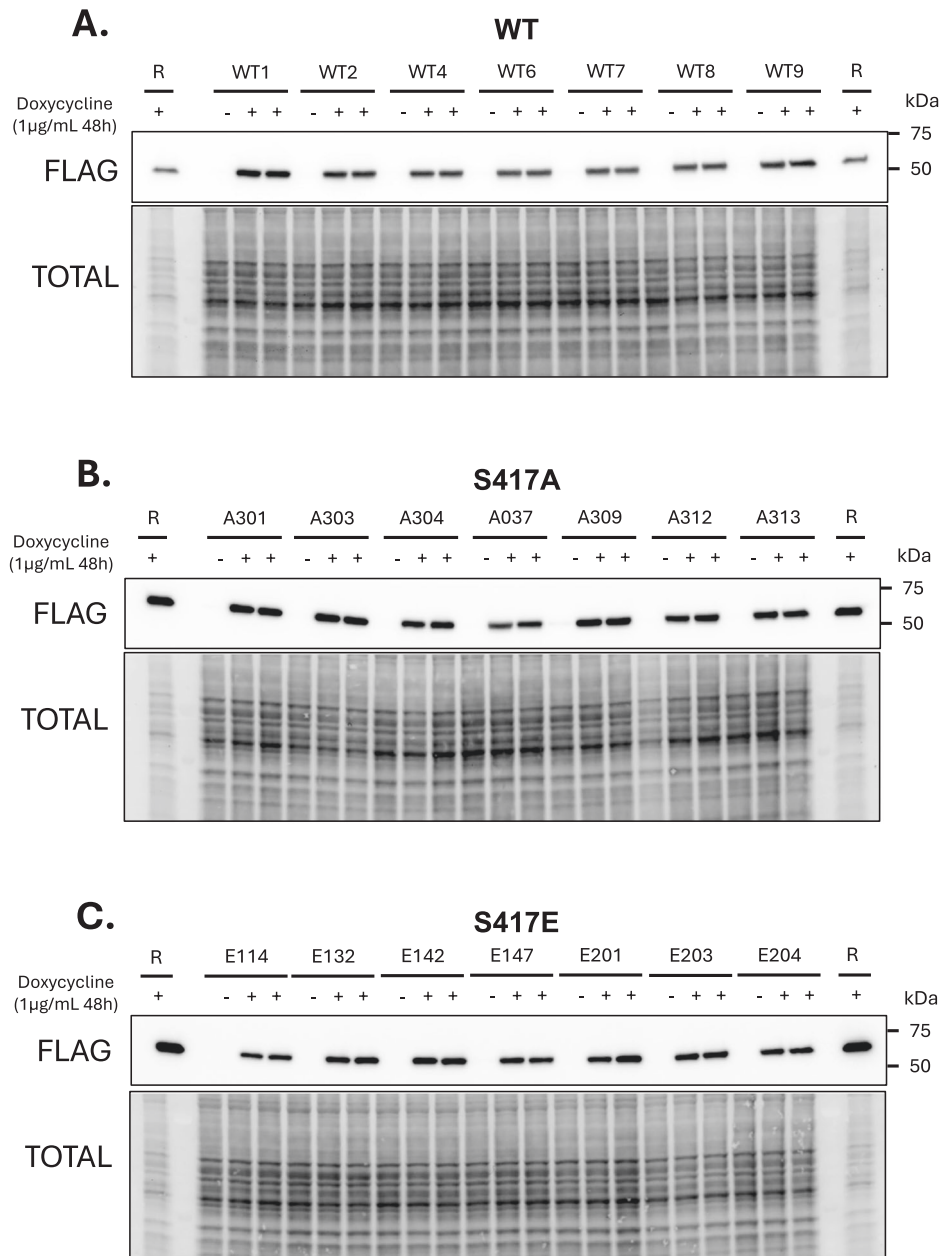 A.
WT
R WT1 WT2 WT4 WT6 WT7 WT8 WT9 R
Doxycycline
(1µg/mL 48h)
+ - + + - + + - + + - + + - + + - + + - + + +
kDa
FLAG
75
50
TOTAL
B.
S417A
R A301 A303 A304 A037 A309 A312 A313 R
Doxycycline
(1µg/mL 48h)
+ - + + - + + - + + - + + - + + - + + - + + +
kDa
FLAG
75
50
TOTAL
C.
S417E
R E114 E132 E142 E147 E201 E203 E204 R
Doxycycline
(1µg/mL 48h)
+ - + + - + + - + + - + + - + + - + + - + + +
kDa
FLAG
75
50
TOTAL